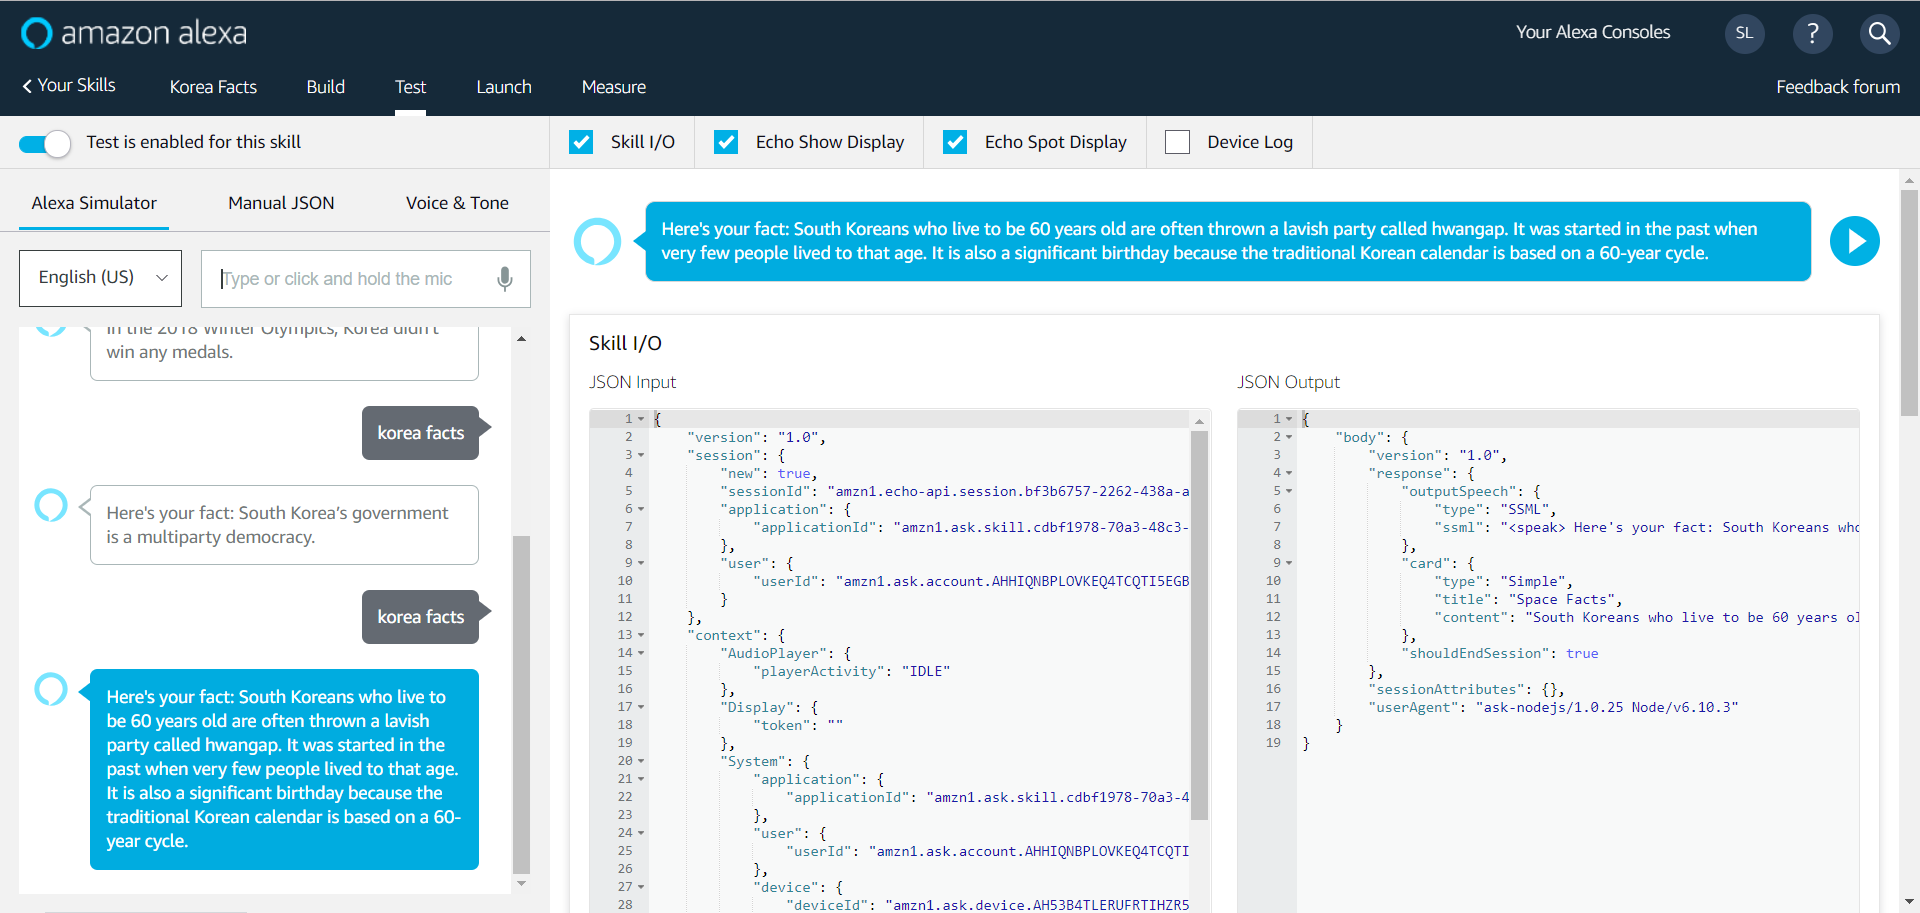 amazon alexa
Your Alexa Consoles
SL
?
Your Skills
Korea Facts
Build
Test
Launch
Measure
Feedback forum
Test is enabled for this skill
Skill I/O
Echo Show Display
Echo Spot Display
Device Log
Alexa Simulator
Manual JSON
Voice & Tone
English (US)
Type or click and hold the mic
In the 2018 Winter Olympics, Korea didn't
win any medals.
korea facts
Here's your fact: South Korea’s government
is a multiparty democracy.
korea facts
Here's your fact: South Koreans who live to
be 60 years old are often thrown a lavish
party called hwangap. It was started in the
past when very few people lived to that age.
It is also a significant birthday because the
traditional Korean calendar is based on a 60-
year cycle.
Here's your fact: South Koreans who live to be 60 years old are often thrown a lavish party called hwangap. It was started in the past when
very few people lived to that age. It is also a significant birthday because the traditional Korean calendar is based on a 60-year cycle.
Skill I/O
JSON Input
1 {
2 "version": "1.0",
3 "session": {
4 "new": true,
5 "sessionId": "amzn1.echo-api.session.bf3b6757-2262-438a-a
6 "application": {
7 "applicationId": "amzn1.ask.skill.cdbf1978-70a3-48c3-
8 },
9 "user": {
10 "userId": "amzn1.ask.account.AHHIQNBPLOVKEQ4TCQTI5EGB
11 }
12 },
13 "context": {
14 "AudioPlayer": {
15 "playerActivity": "IDLE"
16 },
17 "Display": {
18 "token": ""
19 },
20 "System": {
21 "application": {
22 "applicationId": "amzn1.ask.skill.cdbf1978-70a3-4
23 },
24 "user": {
25 "userId": "amzn1.ask.account.AHHIQNBPLOVKEQ4TCQTI
26 },
27 "device": {
28 "deviceId": "amzn1.ask.device.AH53B4TLERUFRTIHZR5
JSON Output
1 {
2 "body": {
3 "version": "1.0",
4 "response": {
5 "outputSpeech": {
6 "type": "SSML",
7 "ssml": "<speak> Here's your fact: South Koreans who
8 },
9 "card": {
10 "type": "Simple",
11 "title": "Space Facts",
12 "content": "South Koreans who live to be 60 years ol
13 },
14 "shouldEndSession": true
15 },
16 "sessionAttributes": {},
17 "userAgent": "ask-nodejs/1.0.25 Node/v6.10.3"
18 }
19 }